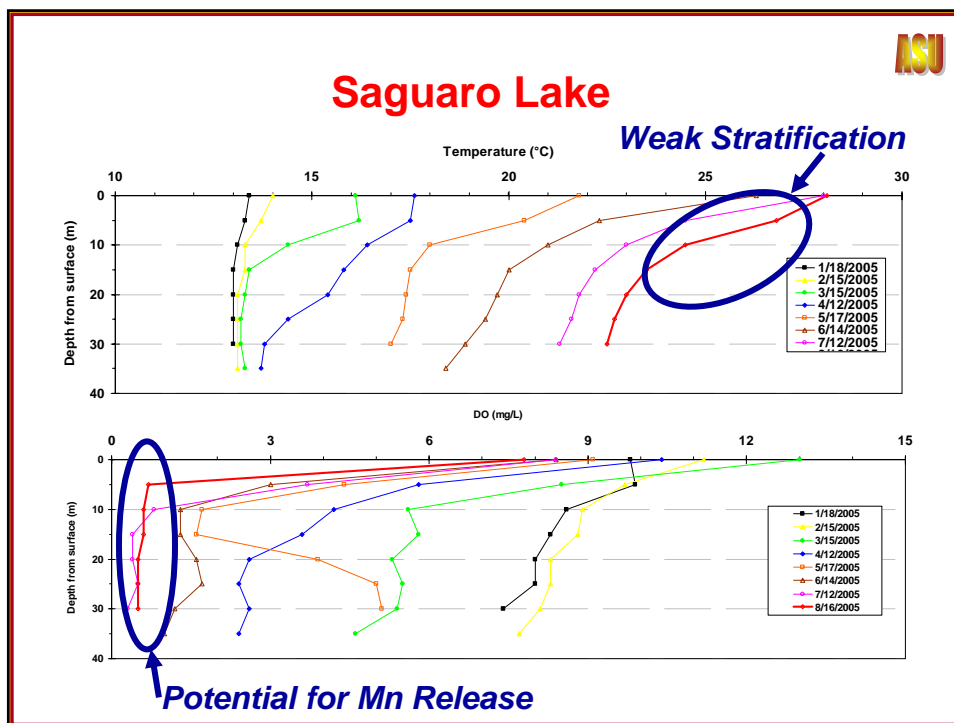 ASU
Saguaro Lake
Weak Stratification
Temperature (°C)
10 15 20 25 30
0
10
20
30
40
Depth from surface (m)
1/18/2005
2/15/2005
3/15/2005
4/12/2005
5/17/2005
6/14/2005
7/12/2005
DO (mg/L)
0 3 6 9 12 15
0
10
20
30
40
Depth from surface (m)
1/18/2005
2/15/2005
3/15/2005
4/12/2005
5/17/2005
6/14/2005
7/12/2005
8/16/2005
Potential for Mn Release